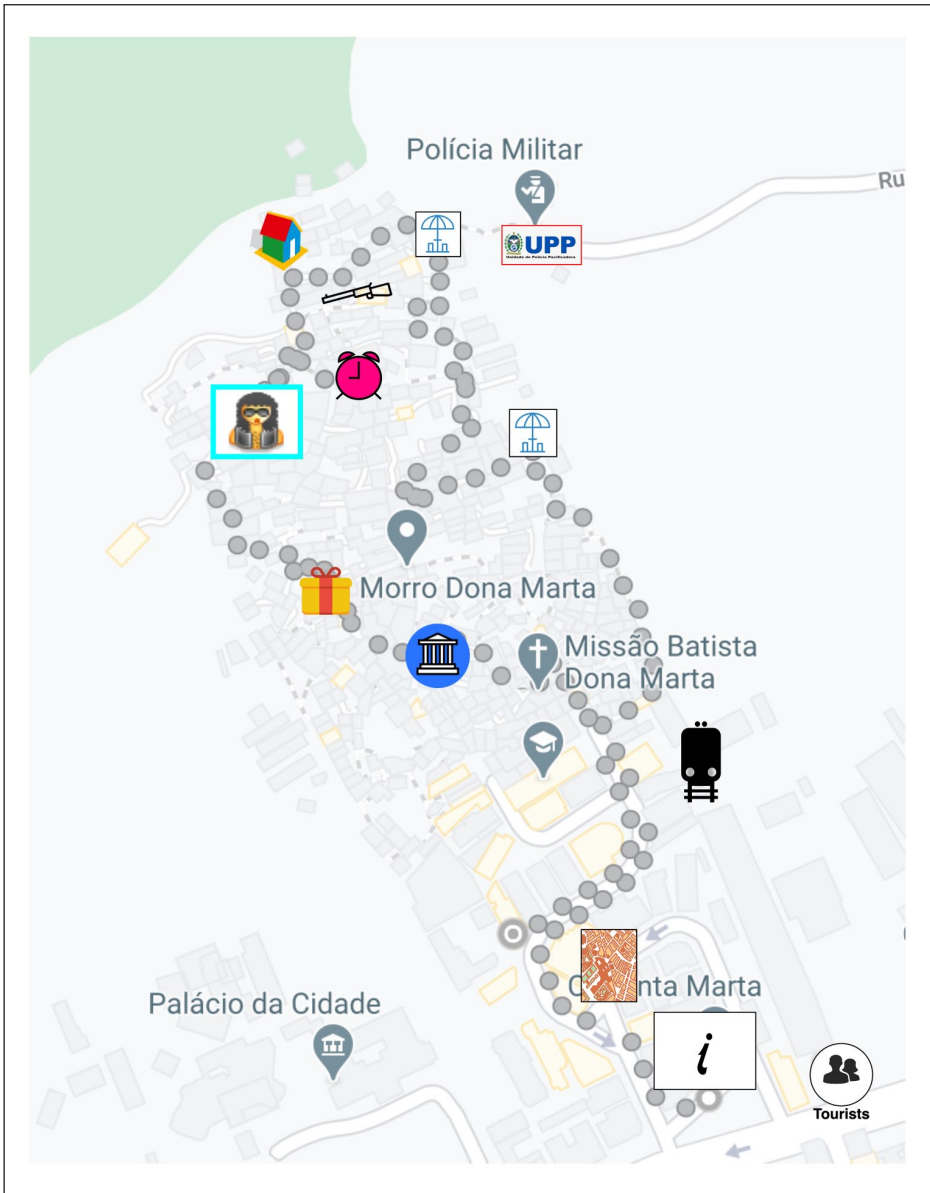 Polícia Militar
Ru
UPP
Unidade de Polícia Pacificadora
Morro Dona Marta
Missão Batista
Dona Marta
nta Marta
Palácio da Cidade
i
Tourists